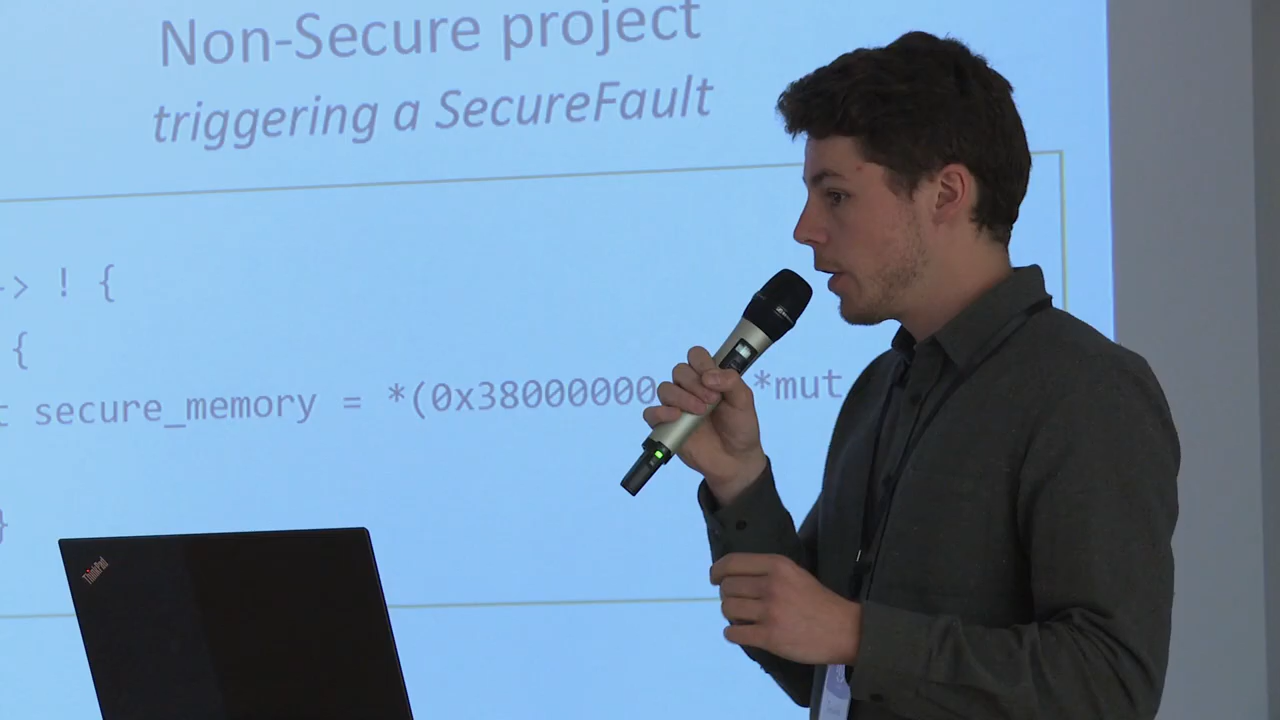 Non-Secure project
triggering a SecureFault
> ! {
{
secure_memory = *(0x38000000 *mut
}
ThinkPad